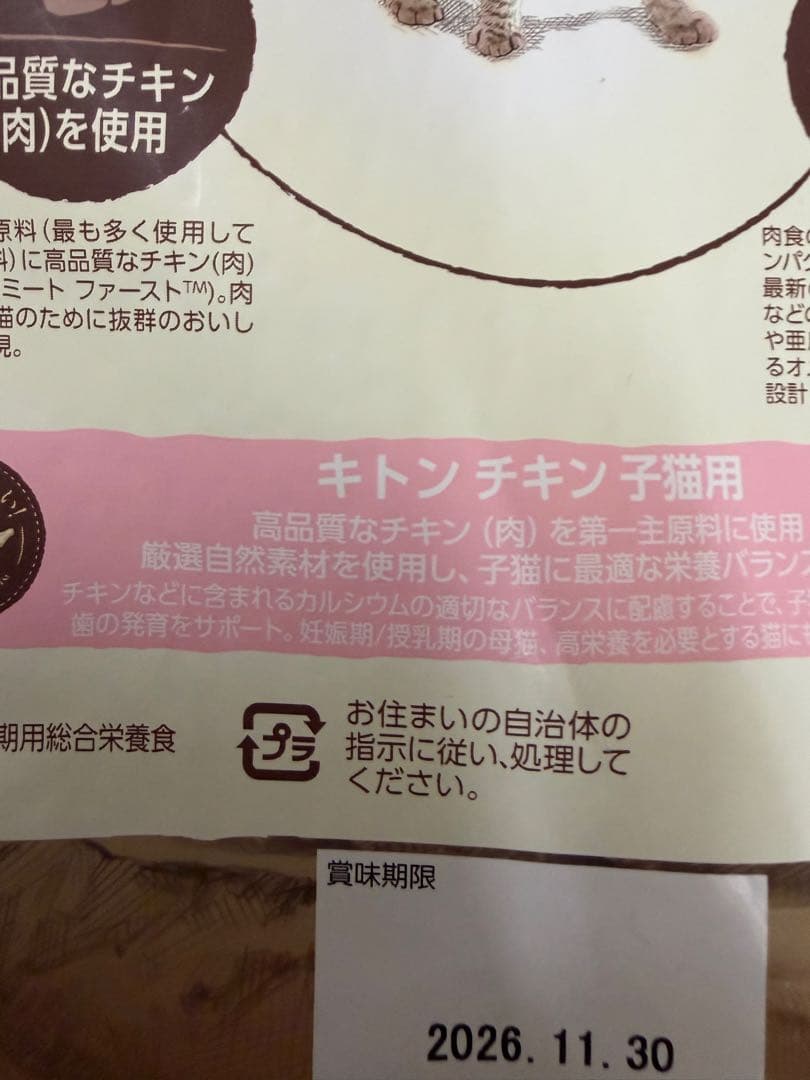 品質なチキン
(肉)を使用
原料(最も多く使用して
料)に高品質なチキン(肉)
ミート ファースト™)。肉
猫のために抜群のおいし
現。
肉食
ンパク
最新
などの
や亜
るオ
設計
キトン チキン 子猫用
高品質なチキン (肉) を第一主原料に使用
厳選自然素材を使用し、子猫に最適な栄養バランス
チキンなどに含まれるカルシウムの適切なバランスに配慮することで、子
歯の発育をサポート。妊娠期/授乳期の母猫、高栄養を必要とする猫に
期用総合栄養食
プラ
お住まいの自治体の
指示に従い、処理して
ください。
賞味期限
2026. 11. 30